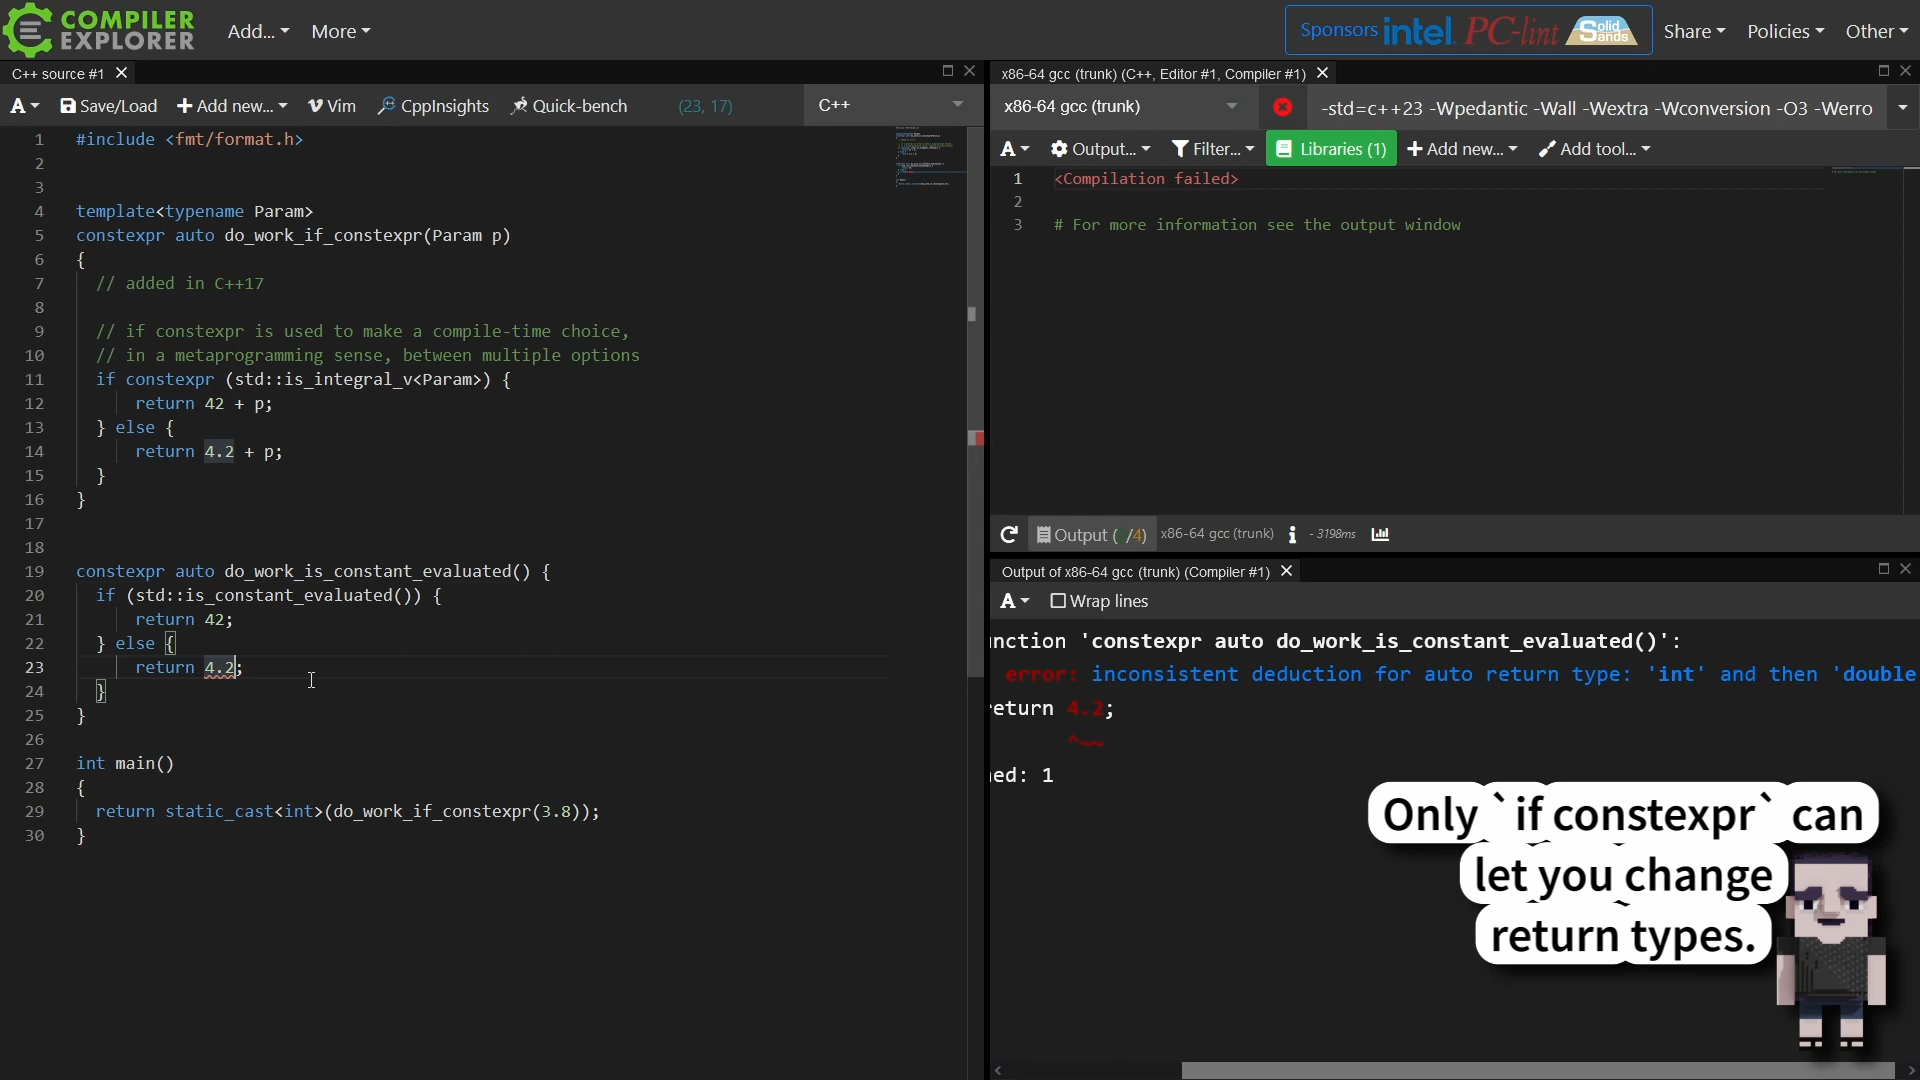 COMPILER
EXPLORER
Add... More
Sponsors intel. PC-lint Solid Sands
Share Policies Other
C++ source #1
A Save/Load Add new... Vim CppInsights Quick-bench (23, 17) C++
1 #include <fmt/format.h>
2
3
4 template<typename Param>
5 constexpr auto do_work_if_constexpr(Param p)
6 {
7 // added in C++17
8
9 // if constexpr is used to make a compile-time choice,
10 // in a metaprogramming sense, between multiple options
11 if constexpr (std::is_integral_v<Param>) {
12 return 42 + p;
13 } else {
14 return 4.2 + p;
15 }
16 }
17
18
19 constexpr auto do_work_is_constant_evaluated() {
20 if (std::is_constant_evaluated()) {
21 return 42;
22 } else {
23 return 4.2;
24 }
25 }
26
27 int main()
28 {
29 return static_cast<int>(do_work_if_constexpr(3.8));
30 }
x86-64 gcc (trunk) (C++, Editor #1, Compiler #1)
x86-64 gcc (trunk) -std=c++23 -Wpedantic -Wall -Wextra -Wconversion -O3 -Werro
A Output... Filter... Libraries (1) Add new... Add tool...
1 <Compilation failed>
2
3 # For more information see the output window
Output ( /4) x86-64 gcc (trunk) i - 3198ms
Output of x86-64 gcc (trunk) (Compiler #1)
A Wrap lines
nction 'constexpr auto do_work_is_constant_evaluated()':
error: inconsistent deduction for auto return type: 'int' and then 'double
eturn 4.2;
^~~
ed: 1
Only `if constexpr` can
let you change
return types.